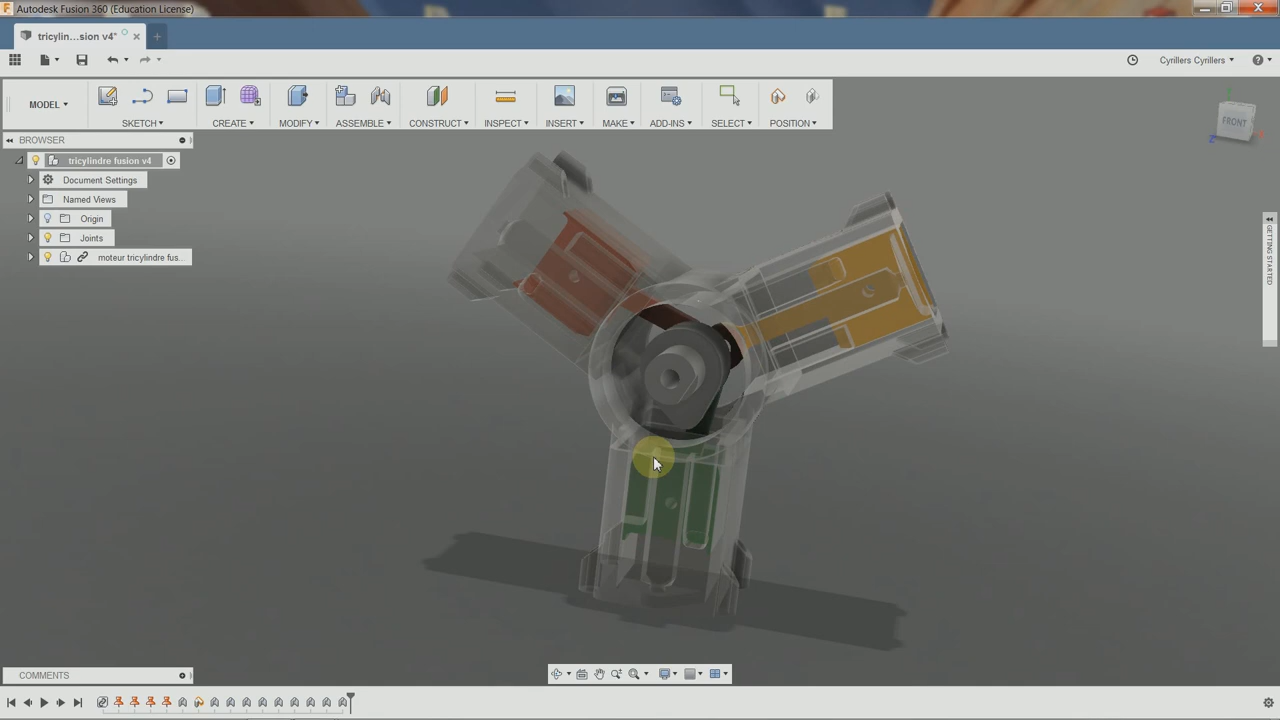 Autodesk Fusion 360 (Education License)
tricylin...sion v4*
Cyrillers Cyrillers
MODEL
SKETCH
CREATE
MODIFY
ASSEMBLE
CONSTRUCT
INSPECT
INSERT
MAKE
ADD-INS
SELECT
POSITION
FRONT
Z
BROWSER
tricylindre fusion v4
Document Settings
Named Views
Origin
Joints
moteur tricylindre fus...
GETTING STARTED
COMMENTS